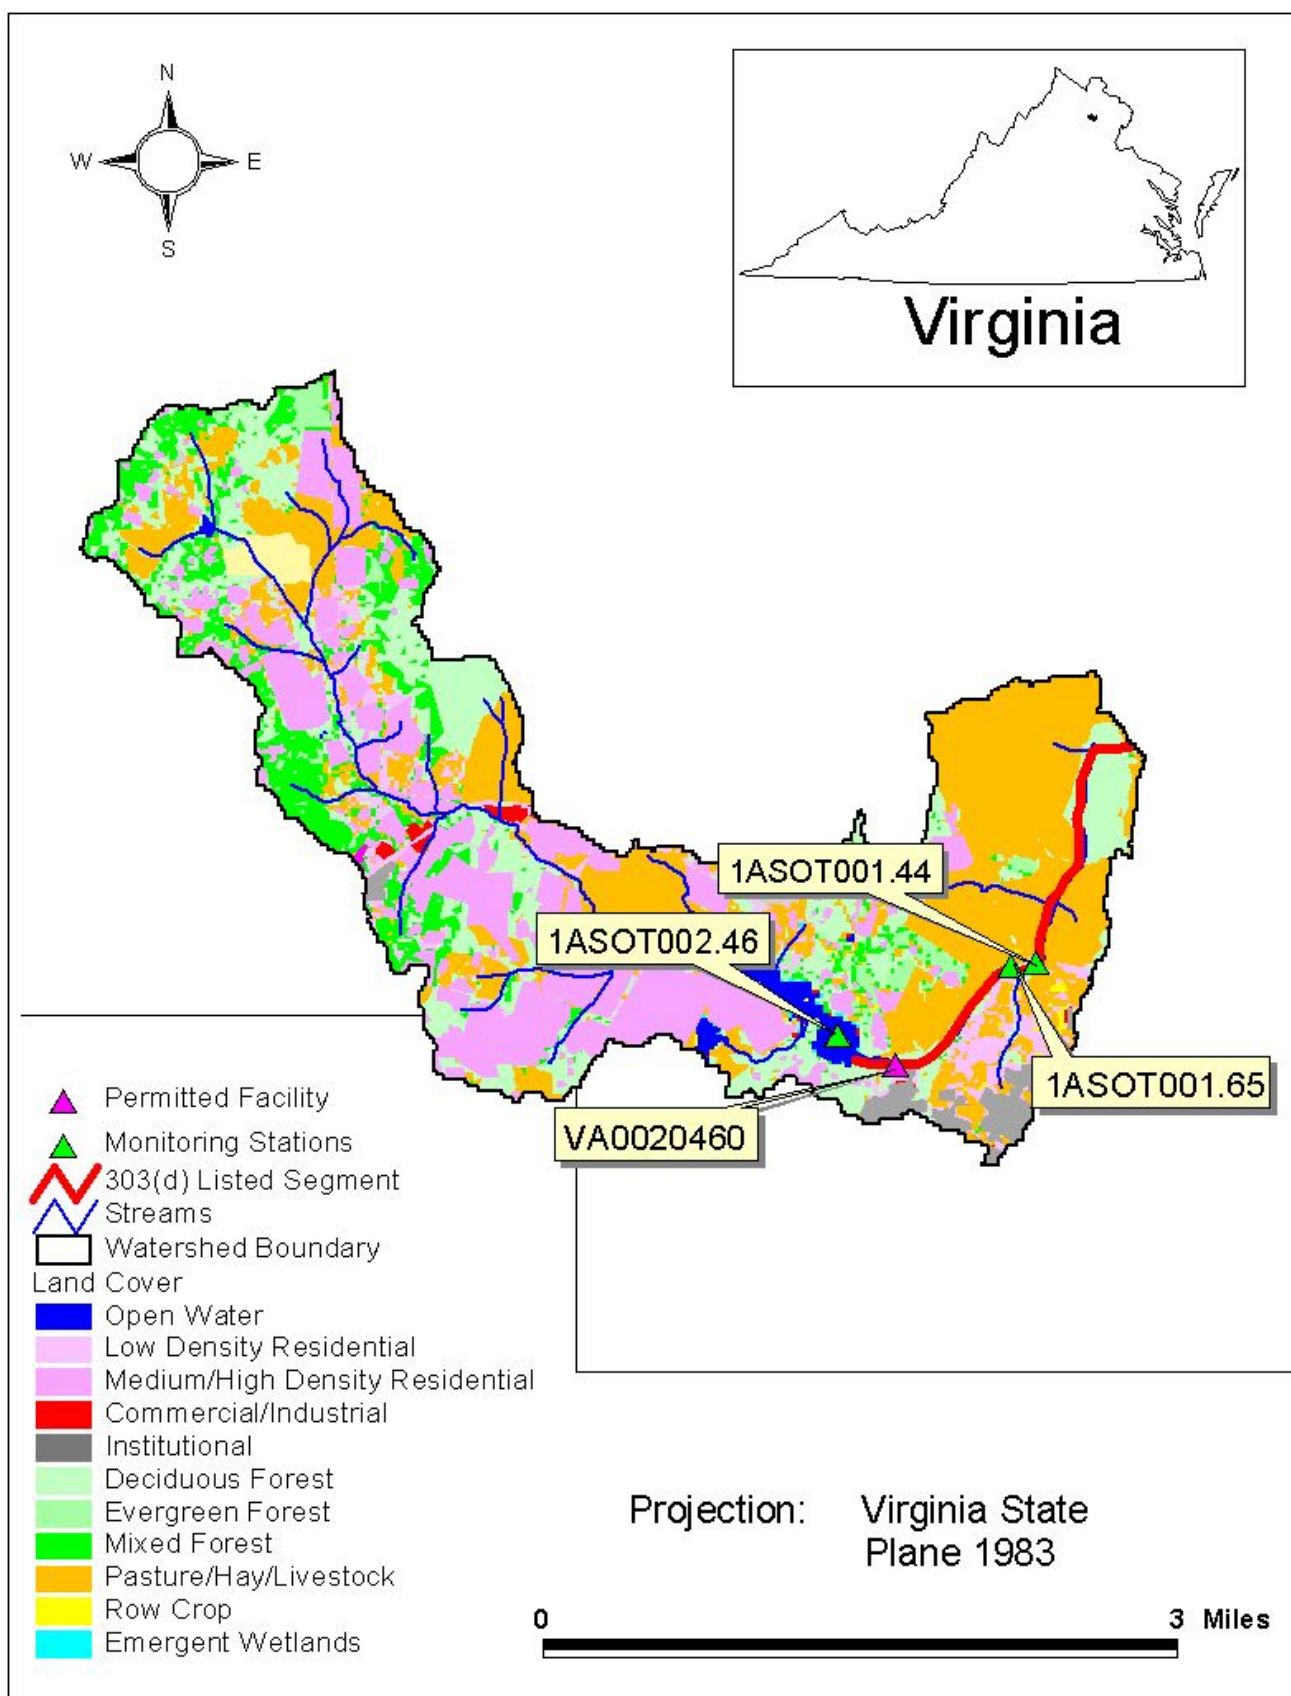 N
W E
S
Virginia
1ASOT001.44
1ASOT002.46
1ASOT001.65
VA0020460
Permitted Facility
Monitoring Stations
303(d) Listed Segment
Streams
Watershed Boundary
Land Cover
Open Water
Low Density Residential
Medium/High Density Residential
Commercial/Industrial
Institutional
Deciduous Forest
Evergreen Forest
Mixed Forest
Pasture/Hay/Livestock
Row Crop
Emergent Wetlands
Projection: Virginia State
Plane 1983
0 3 Miles